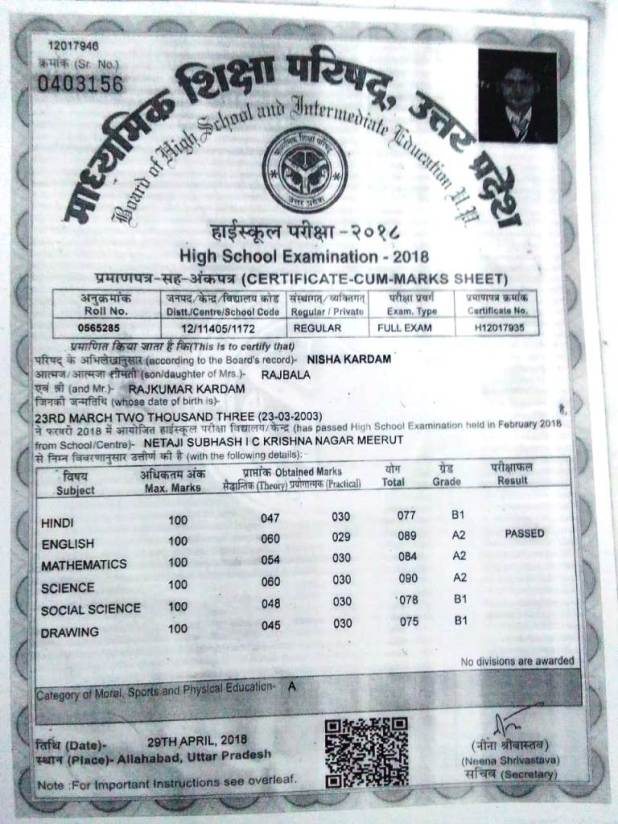 12017946
क्रमांक (Sr. No.)
0403156
माध्यमिक शिक्षा परिषद्, उत्तर प्रदेश
Board of High School and Intermediate Education U.P.
हाईस्कूल परीक्षा -२०१८
High School Examination - 2018
प्रमाणपत्र-सह-अंकपत्र (CERTIFICATE-CUM-MARKS SHEET)
अनुक्रमांक जनपद/केन्द्र/विद्यालय कोड संस्थागत/व्यक्तिगत परीक्षा प्रवर्ग प्रमाणपत्र क्रमांक
Roll No. Distt./Centre/School Code Regular / Private Exam. Type Certificate No.
0565285 12/11405/1172 REGULAR FULL EXAM H12017935
प्रमाणित किया जाता है कि(This is to certify that)
परिषद् के अभिलेखानुसार (according to the Board's record)- NISHA KARDAM
आत्मज/आत्मजा श्रीमती (son/daughter of Mrs.)- RAJBALA
एवं श्री (and Mr.)- RAJKUMAR KARDAM
जिनकी जन्मतिथि (whose date of birth is)-
23RD MARCH TWO THOUSAND THREE (23-03-2003) है,
ने फरवरी 2018 में आयोजित हाईस्कूल परीक्षा विद्यालय/केन्द्र (has passed High School Examination held in February 2018
from School/Centre)- NETAJI SUBHASH I C KRISHNA NAGAR MEERUT
से निम्न विवरणानुसार उत्तीर्ण की है (with the following details):-
विषय अधिकतम अंक प्राप्तांक Obtained Marks योग ग्रेड परीक्षाफल
Subject Max. Marks सैद्धान्तिक (Theory) प्रयोगात्मक (Practical) Total Grade Result
HINDI 100 047 030 077 B1
ENGLISH 100 060 029 089 A2 PASSED
MATHEMATICS 100 054 030 084 A2
SCIENCE 100 060 030 090 A2
SOCIAL SCIENCE 100 048 030 078 B1
DRAWING 100 045 030 075 B1
No divisions are awarded
Category of Moral, Sports and Physical Education- A
तिथि (Date)- 29TH APRIL, 2018
स्थान (Place)- Allahabad, Uttar Pradesh
Note :For Important Instructions see overleaf.
(नीना श्रीवास्तव)
(Neena Shrivastava)
सचिव (Secretary)